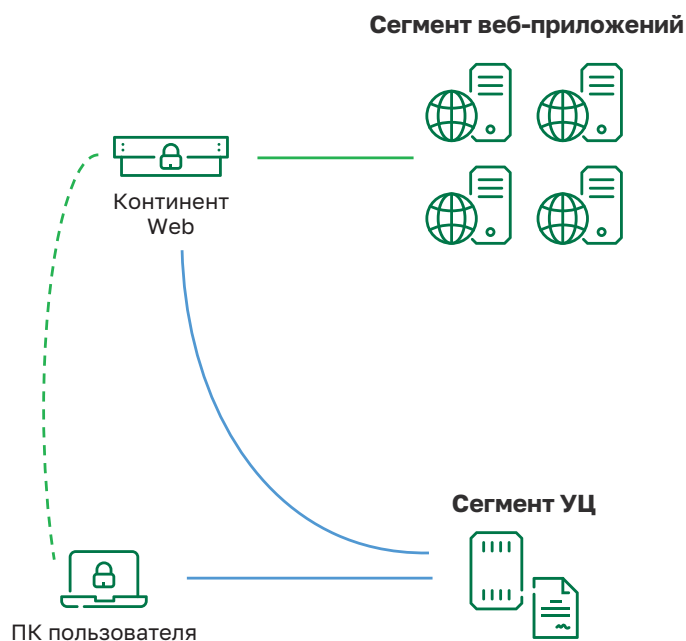 Сегмент веб-приложений
Континент
Web
Сегмент УЦ
ПК пользователя